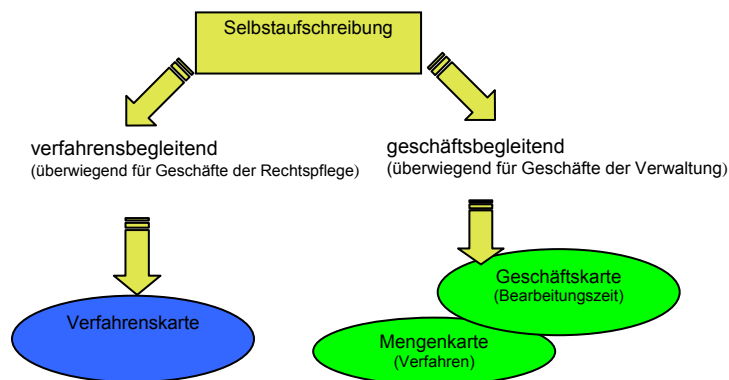 Selbstaufschreibung
verfahrensbegleitend
(überwiegend für Geschäfte der Rechtspflege)
geschäftsbegleitend
(überwiegend für Geschäfte der Verwaltung)
Verfahrenskarte
Geschäftskarte
(Bearbeitungszeit)
Mengenkarte
(Verfahren)